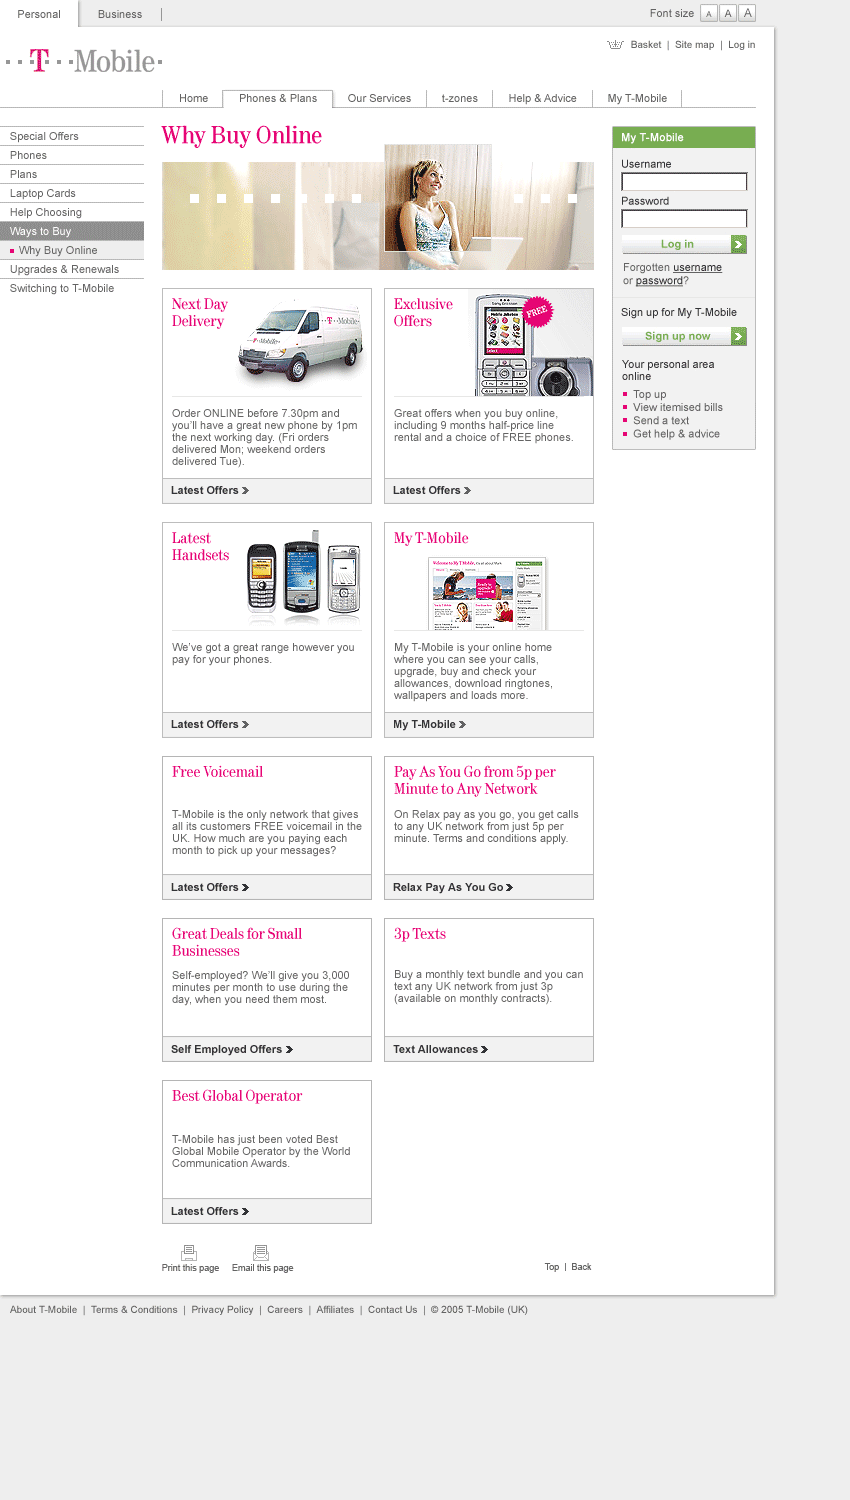 Personal
Business
Font size A A A
Basket | Site map | Log in
T Mobile
Home
Phones & Plans
Our Services
t-zones
Help & Advice
My T-Mobile
Special Offers
Phones
Plans
Laptop Cards
Help Choosing
Ways to Buy
Why Buy Online
Upgrades & Renewals
Switching to T-Mobile
Why Buy Online
Next Day
Delivery
T Mobile
T Mobile
Order ONLINE before 7.30pm and
you'll have a great new phone by 1pm
the next working day. (Fri orders
delivered Mon; weekend orders
delivered Tue).
Latest Offers
Exclusive
Offers
FREE
Great offers when you buy online,
including 9 months half-price line
rental and a choice of FREE phones.
Latest Offers
Latest
Handsets
We've got a great range however you
pay for your phones.
Latest Offers
My T-Mobile
Welcome to My T-Mobile,
My T-Mobile is your online home
where you can see your calls,
upgrade, buy and check your
allowances, download ringtones,
wallpapers and loads more.
My T-Mobile
Free Voicemail
T-Mobile is the only network that gives
all its customers FREE voicemail in the
UK. How much are you paying each
month to pick up your messages?
Latest Offers
Pay As You Go from 5p per
Minute to Any Network
On Relax pay as you go, you get calls
to any UK network from just 5p per
minute. Terms and conditions apply.
Relax Pay As You Go
Great Deals for Small
Businesses
Self-employed? We'll give you 3,000
minutes per month to use during the
day, when you need them most.
Self Employed Offers
3p Texts
Buy a monthly text bundle and you can
text any UK network from just 3p
(available on monthly contracts).
Text Allowances
Best Global Operator
T-Mobile has just been voted Best
Global Mobile Operator by the World
Communication Awards.
Latest Offers
My T-Mobile
Username
Password
Log in
Forgotten username
or password?
Sign up for My T-Mobile
Sign up now
Your personal area
online
Top up
View itemised bills
Send a text
Get help & advice
Print this page
Email this page
Top | Back
About T-Mobile | Terms & Conditions | Privacy Policy | Careers | Affiliates | Contact Us | © 2005 T-Mobile (UK)